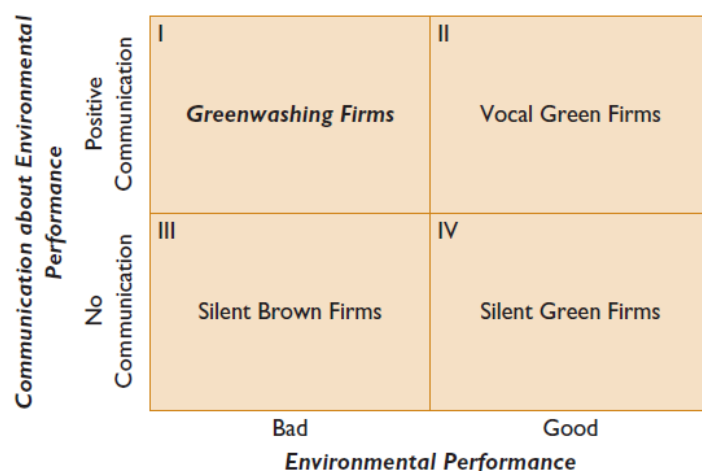 Communication about Environmental
Performance
Positive
Communication
No
Communication
I
Greenwashing Firms
II
Vocal Green Firms
III
Silent Brown Firms
IV
Silent Green Firms
Bad
Good
Environmental Performance